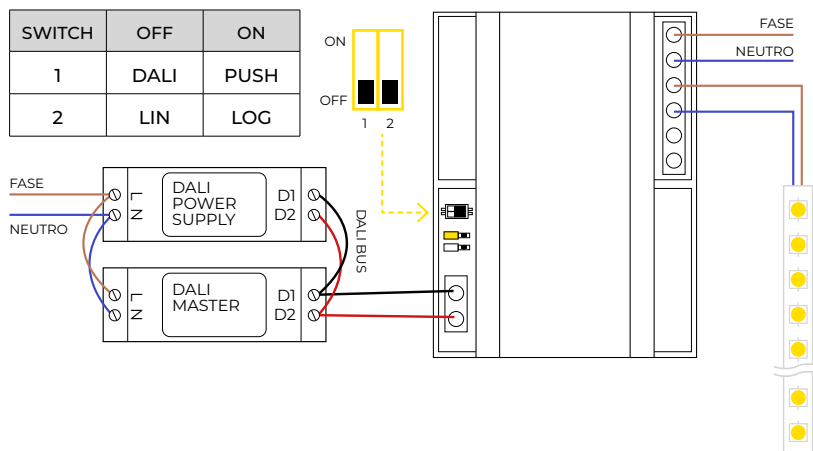 SWITCH OFF ON
1 DALI PUSH
2 LIN LOG
ON
OFF
1 2
FASE
NEUTRO
FASE
NEUTRO
L
N
DALI
POWER
SUPPLY
D1
D2
DALI BUS
L
N
DALI
MASTER
D1
D2